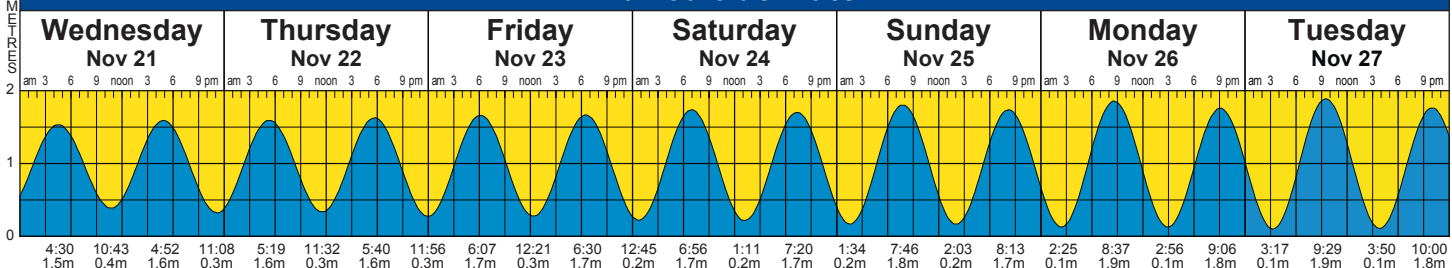 METRES
Wednesday Thursday Friday Saturday Sunday Monday Tuesday
Nov 21 Nov 22 Nov 23 Nov 24 Nov 25 Nov 26 Nov 27
am 3 6 9 noon 3 6 9 pm am 3 6 9 noon 3 6 9 pm am 3 6 9 noon 3 6 9 pm am 3 6 9 noon 3 6 9 pm am 3 6 9 noon 3 6 9 pm am 3 6 9 noon 3 6 9 pm am 3 6 9 noon 3 6 9 pm
2
1
0
4:30 10:43 4:52 11:08 5:19 11:32 5:40 11:56 6:07 12:21 6:30 12:45 6:56 1:11 7:20 1:34 7:46 2:03 8:13 2:25 8:37 2:56 9:06 3:17 9:29 3:50 10:00
1.5m 0.4m 1.6m 0.3m 1.6m 0.3m 1.6m 0.3m 1.7m 0.3m 1.7m 0.2m 1.7m 0.2m 1.7m 0.2m 1.8m 0.2m 1.7m 0.1m 1.9m 0.1m 1.8m 0.1m 1.9m 0.1m 1.8m